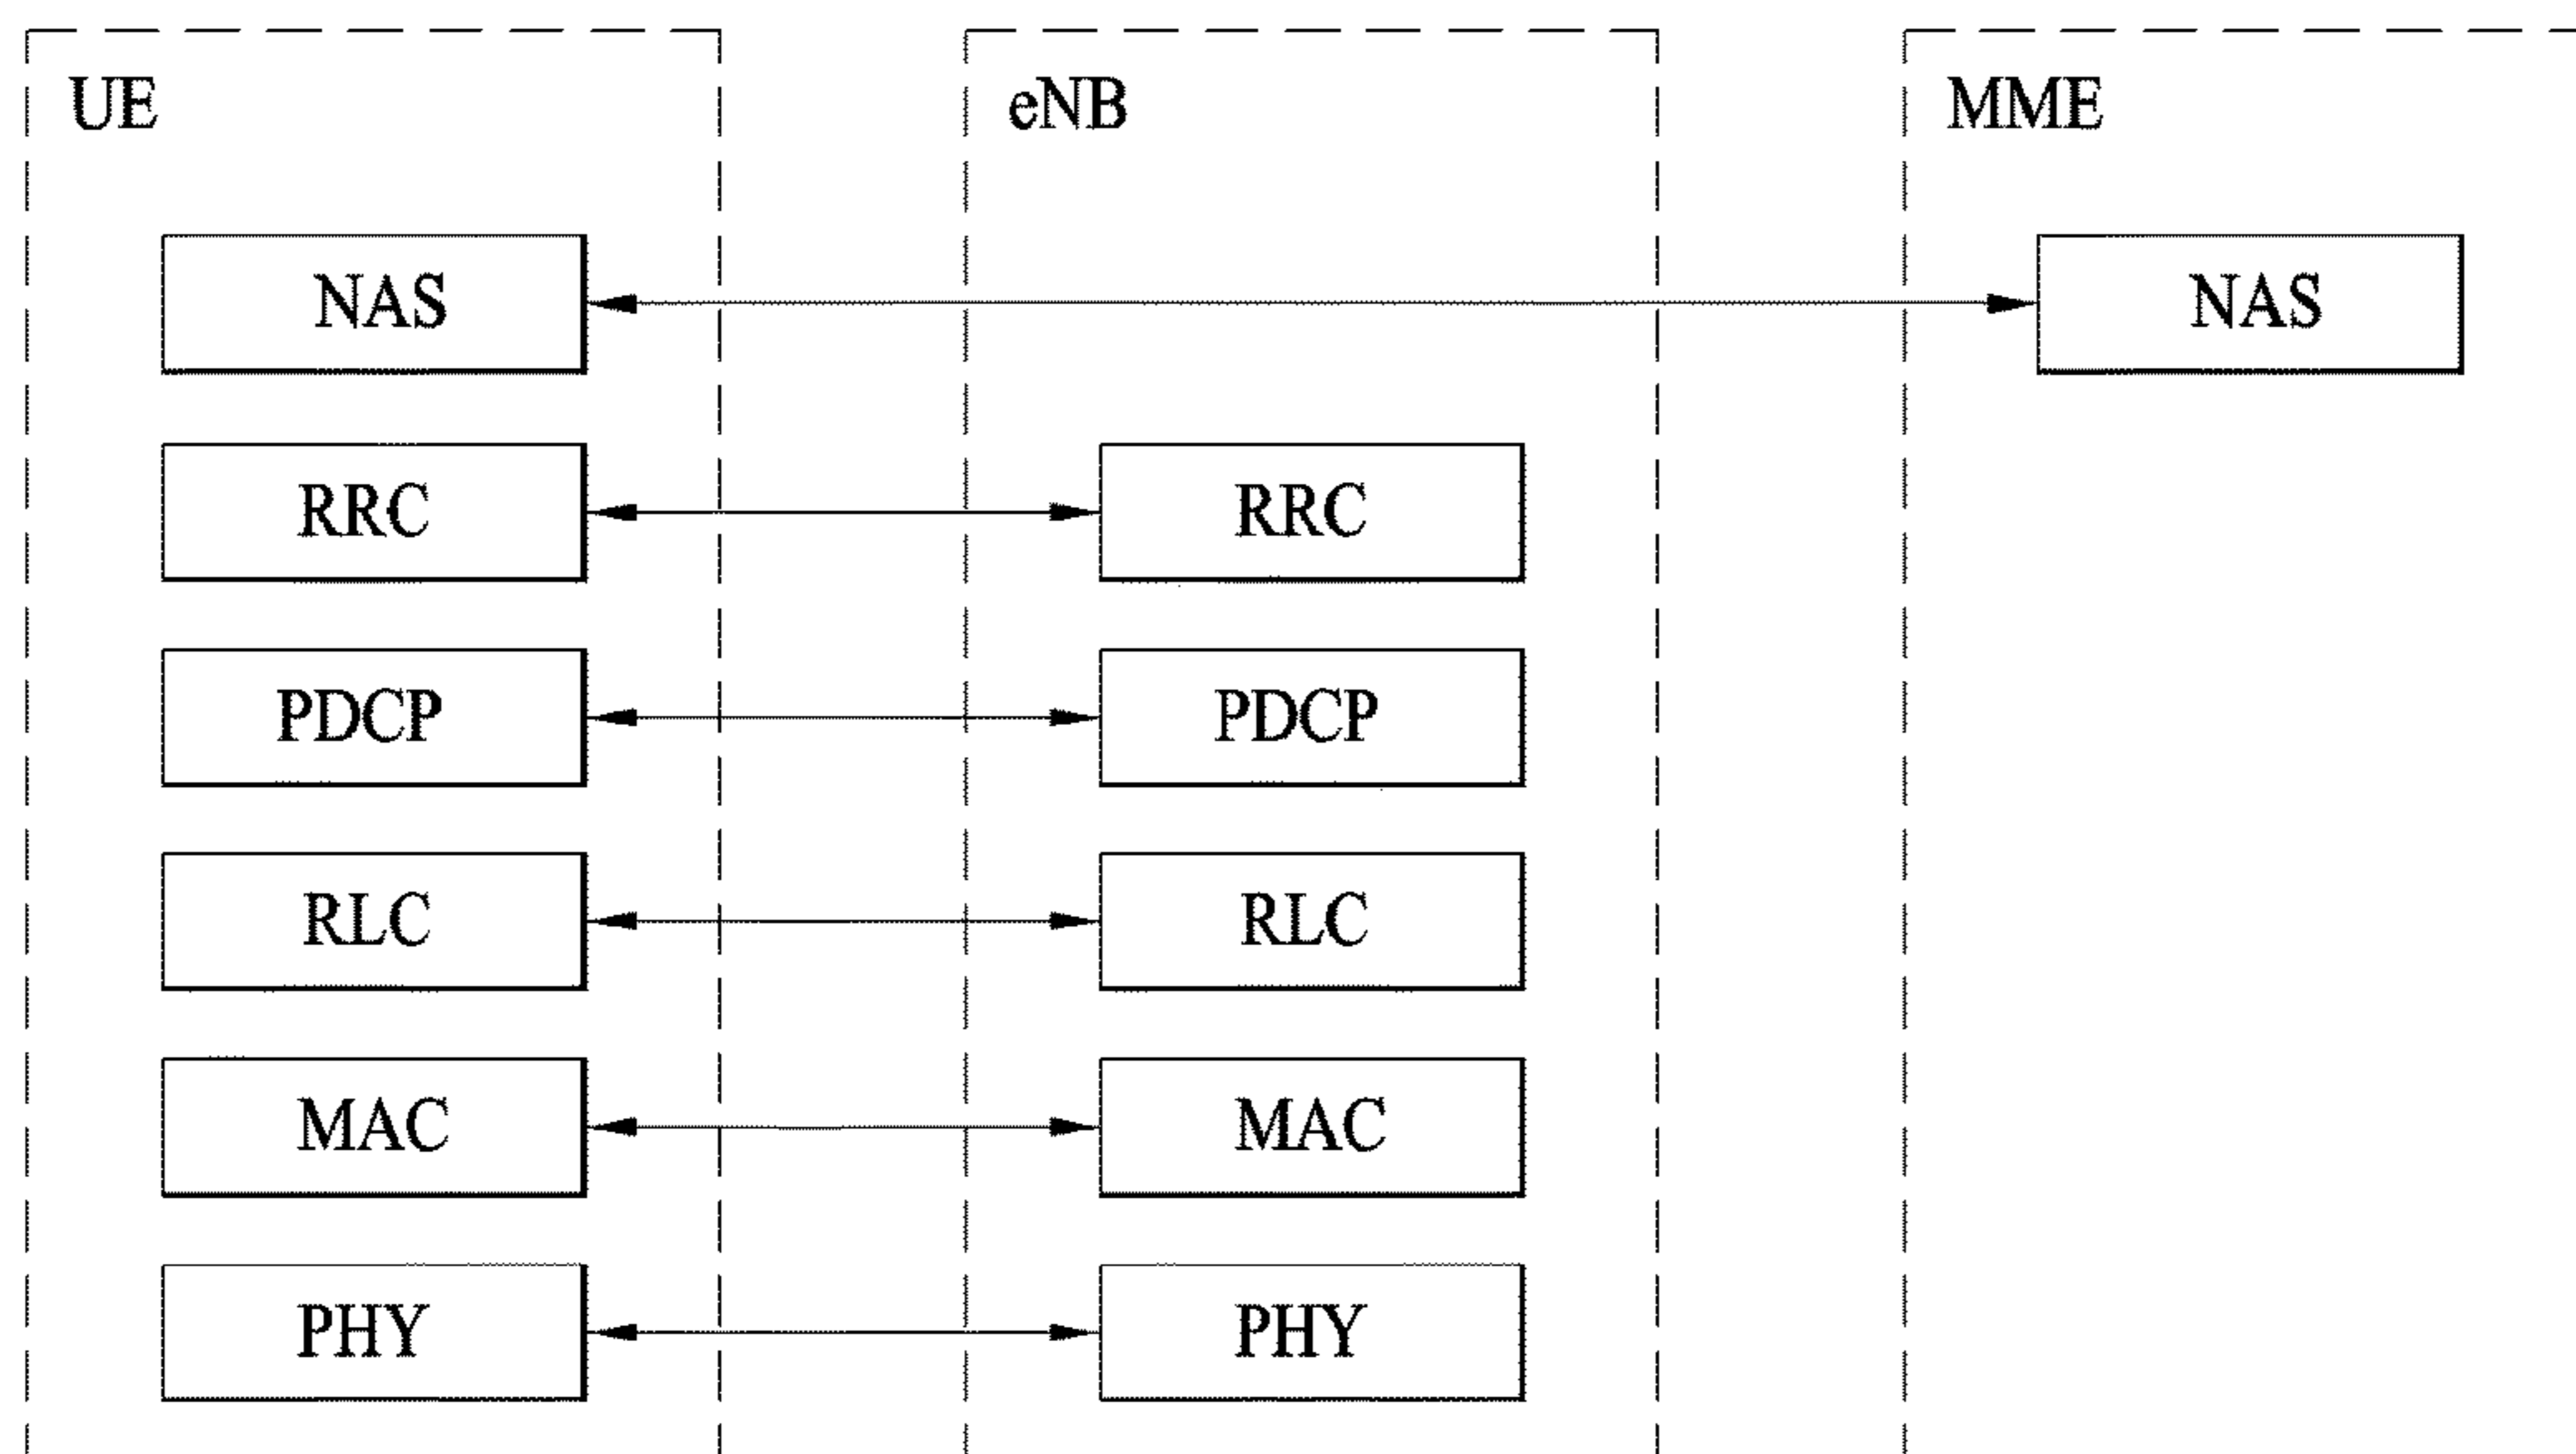 UE eNB MME
NAS NAS
RRC RRC
PDCP PDCP
RLC RLC
MAC MAC
PHY PHY